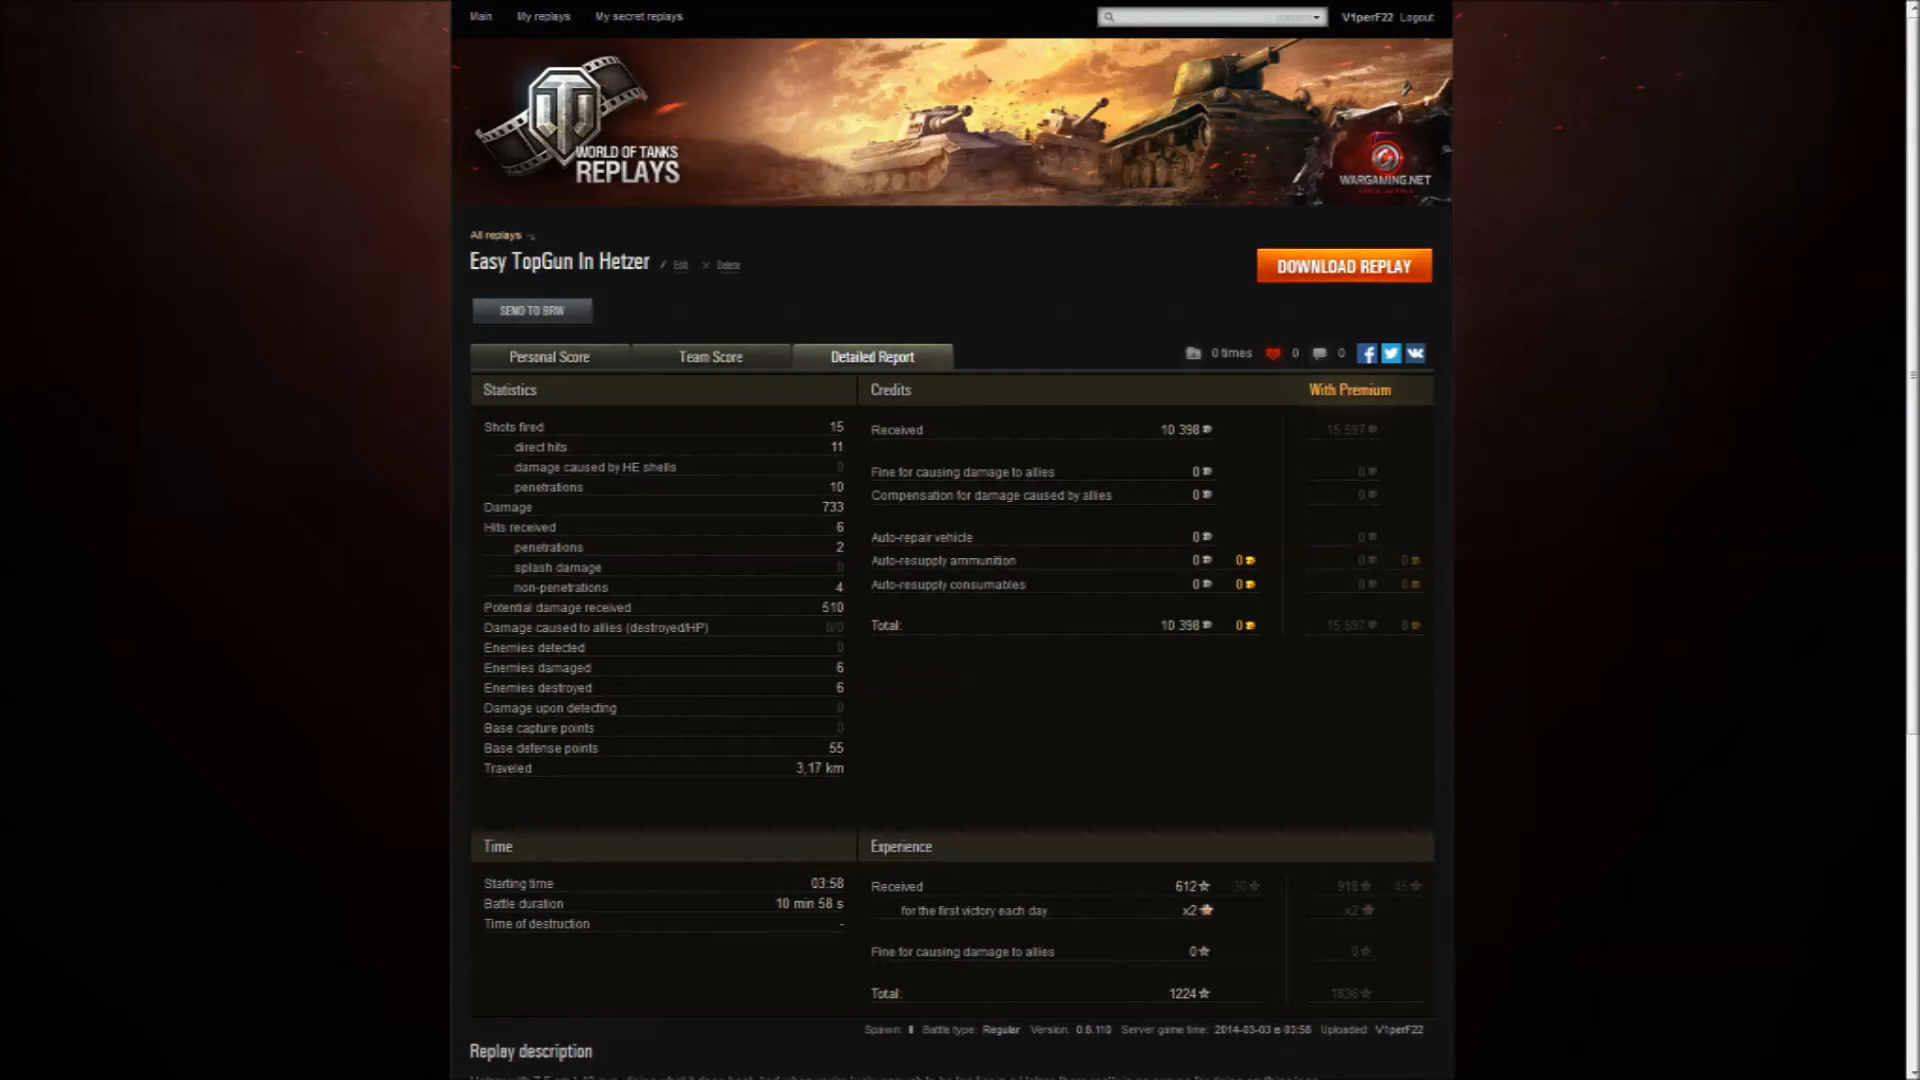 Main My replays My secret replays V1perF22 Logout
WORLD OF TANKS
REPLAYS
WARGAMING.NET
All replays
Easy TopGun In Hetzer Edit Delete
DOWNLOAD REPLAY
SEND TO BRW
Personal Score Team Score Detailed Report 0 times 0 0
Statistics Credits With Premium
Shots fired 15
direct hits 11
damage caused by HE shells 0
penetrations 10
Damage 733
Hits received 6
penetrations 2
splash damage 0
non-penetrations 4
Potential damage received 510
Damage caused to allies (destroyed/HP) 0/0
Enemies detected 0
Enemies damaged 6
Enemies destroyed 6
Damage upon detecting 0
Base capture points 0
Base defense points 55
Traveled 3,17 km
Received 10 398 15 597
Fine for causing damage to allies 0 0
Compensation for damage caused by allies 0 0
Auto-repair vehicle 0 0
Auto-resupply ammunition 0 0 0 0
Auto-resupply consumables 0 0 0 0
Total: 10 398 0 15 597 0
Time
Starting time 03:58
Battle duration 10 min 58 s
Time of destruction -
Experience
Received 612 30 918 45
for the first victory each day x2 x2
Fine for causing damage to allies 0 0
Total: 1224 1836
Spawn: II Battle type: Regular Version: 0.8.110 Server game time: 2014-03-03 в 03:58 Uploaded: V1perF22
Replay description